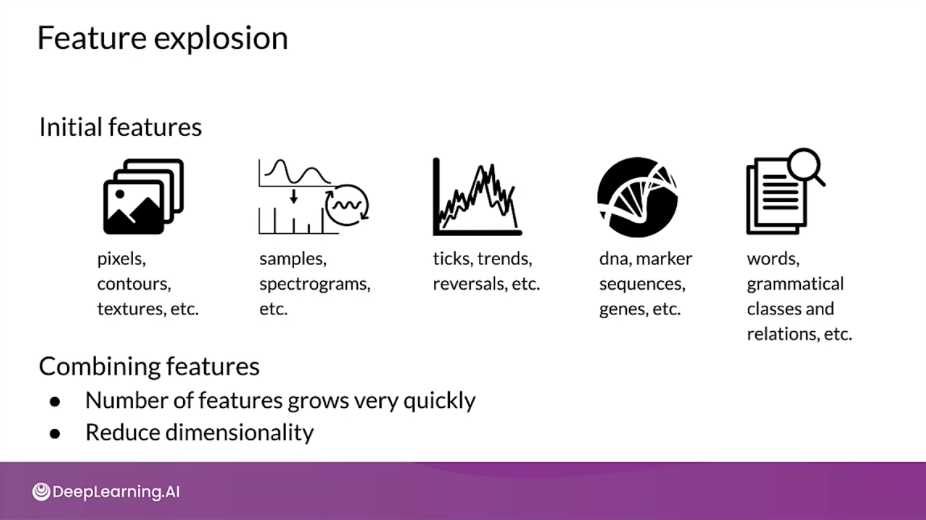 Feature explosion
Initial features
pixels,
contours,
textures, etc.
samples,
spectrograms,
etc.
ticks, trends,
reversals, etc.
dna, marker
sequences,
genes, etc.
words,
grammatical
classes and
relations, etc.
Combining features
● Number of features grows very quickly
● Reduce dimensionality
DeepLearning.AI